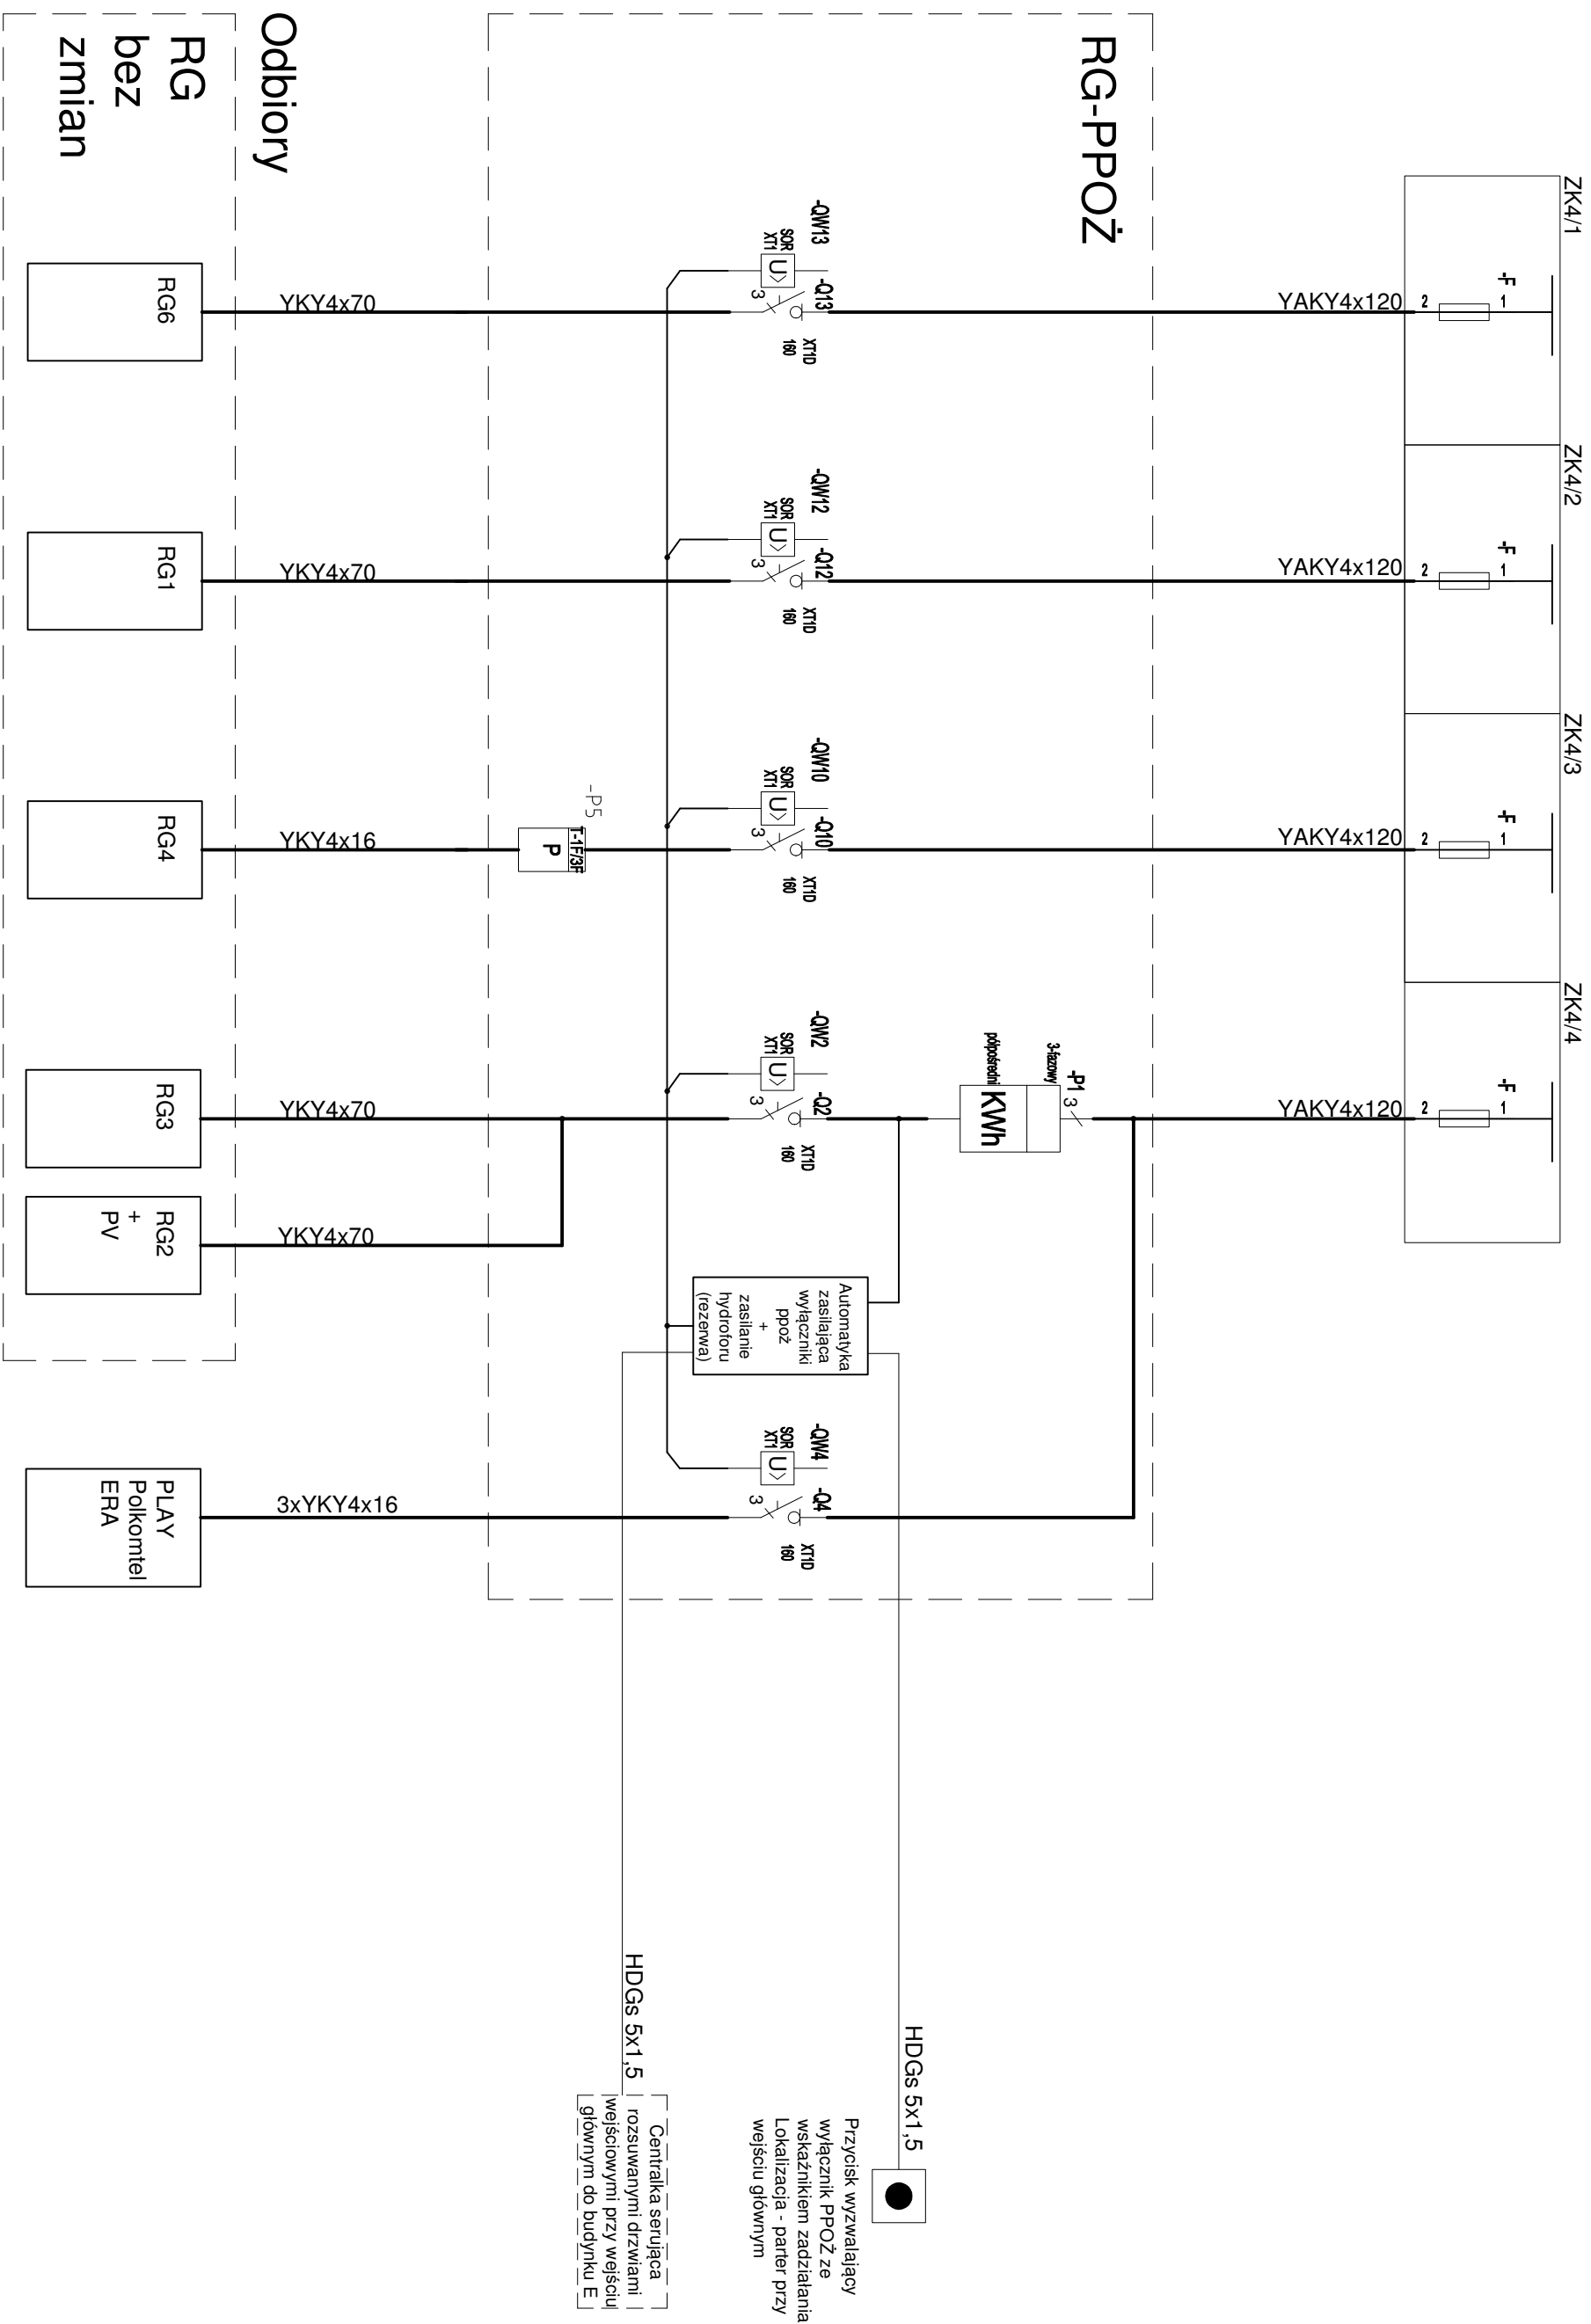 ZK4/1
ZK4/2
ZK4/3
ZK4/4
-F
1
2
-F
1
2
-F
1
2
-F
1
2
YAKY4x120
YAKY4x120
YAKY4x120
YAKY4x120
RG-PPOŻ
-P1
3
3-fazowy
półpośredni
KWh
-QW13
SOR
XT1
U<
-Q13
3
XT1D
160
-QW12
SOR
XT1
U<
-Q12
3
XT1D
160
-QW10
SOR
XT1
U<
-Q10
3
XT1D
160
-QW2
SOR
XT1
U<
-Q2
3
XT1D
160
-QW4
SOR
XT1
U<
-Q4
3
XT1D
160
Automatyka
zasilająca
wyłączniki
ppoż
+
zasilanie
hydroforu
(rezerwa)
-P5
T-1F/3F
P
HDGs 5x1,5
Przycisk wyzwalający
wyłącznik PPOŻ ze
wskaźnikiem zadziałania
Lokalizacja - parter przy
wejściu głównym
HDGs 5x1,5
Centralka serująca
rozsuwanymi drzwiami
wejściowymi przy wejściu
głównym do budynku E
Odbiory
YKY4x70
YKY4x70
YKY4x16
YKY4x70
YKY4x70
3xYKY4x16
RG
bez
zmian
RG6
RG1
RG4
RG3
RG2
+
PV
PLAY
Polkomtel
ERA